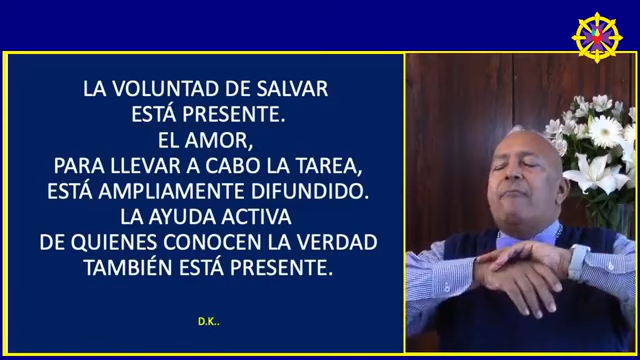 LA VOLUNTAD DE SALVAR
ESTÁ PRESENTE.
EL AMOR,
PARA LLEVAR A CABO LA TAREA,
ESTÁ AMPLIAMENTE DIFUNDIDO.
LA AYUDA ACTIVA
DE QUIENES CONOCEN LA VERDAD
TAMBIÉN ESTÁ PRESENTE.
D.K..